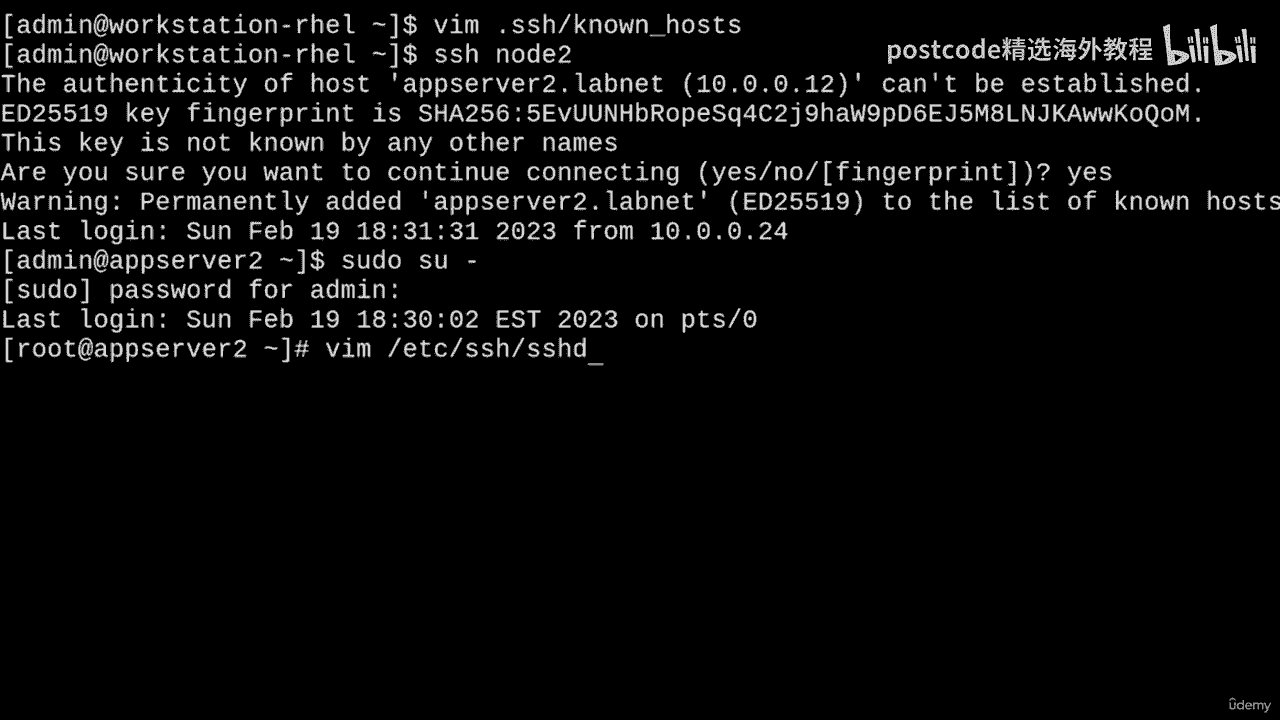 [admin@workstation-rhel ~]$ vim .ssh/known_hosts
[admin@workstation-rhel ~]$ ssh node2
postcode精选海外教程 bilibili
The authenticity of host 'appserver2.labnet (10.0.0.12)' can't be established.
ED25519 key fingerprint is SHA256:5EvUUNHbRopeSq4C2j9haW9pD6EJ5M8LNJKAwwKoQoM.
This key is not known by any other names
Are you sure you want to continue connecting (yes/no/[fingerprint])? yes
Warning: Permanently added 'appserver2.labnet' (ED25519) to the list of known hosts
Last login: Sun Feb 19 18:31:31 2023 from 10.0.0.24
[admin@appserver2 ~]$ sudo su -
[sudo] password for admin:
Last login: Sun Feb 19 18:30:02 EST 2023 on pts/0
[root@appserver2 ~]# vim /etc/ssh/sshd_
ûdemy